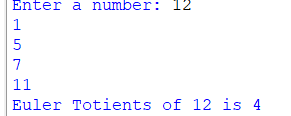 Enter a number: 12
1
5
7
11
Euler Totients of 12 is 4